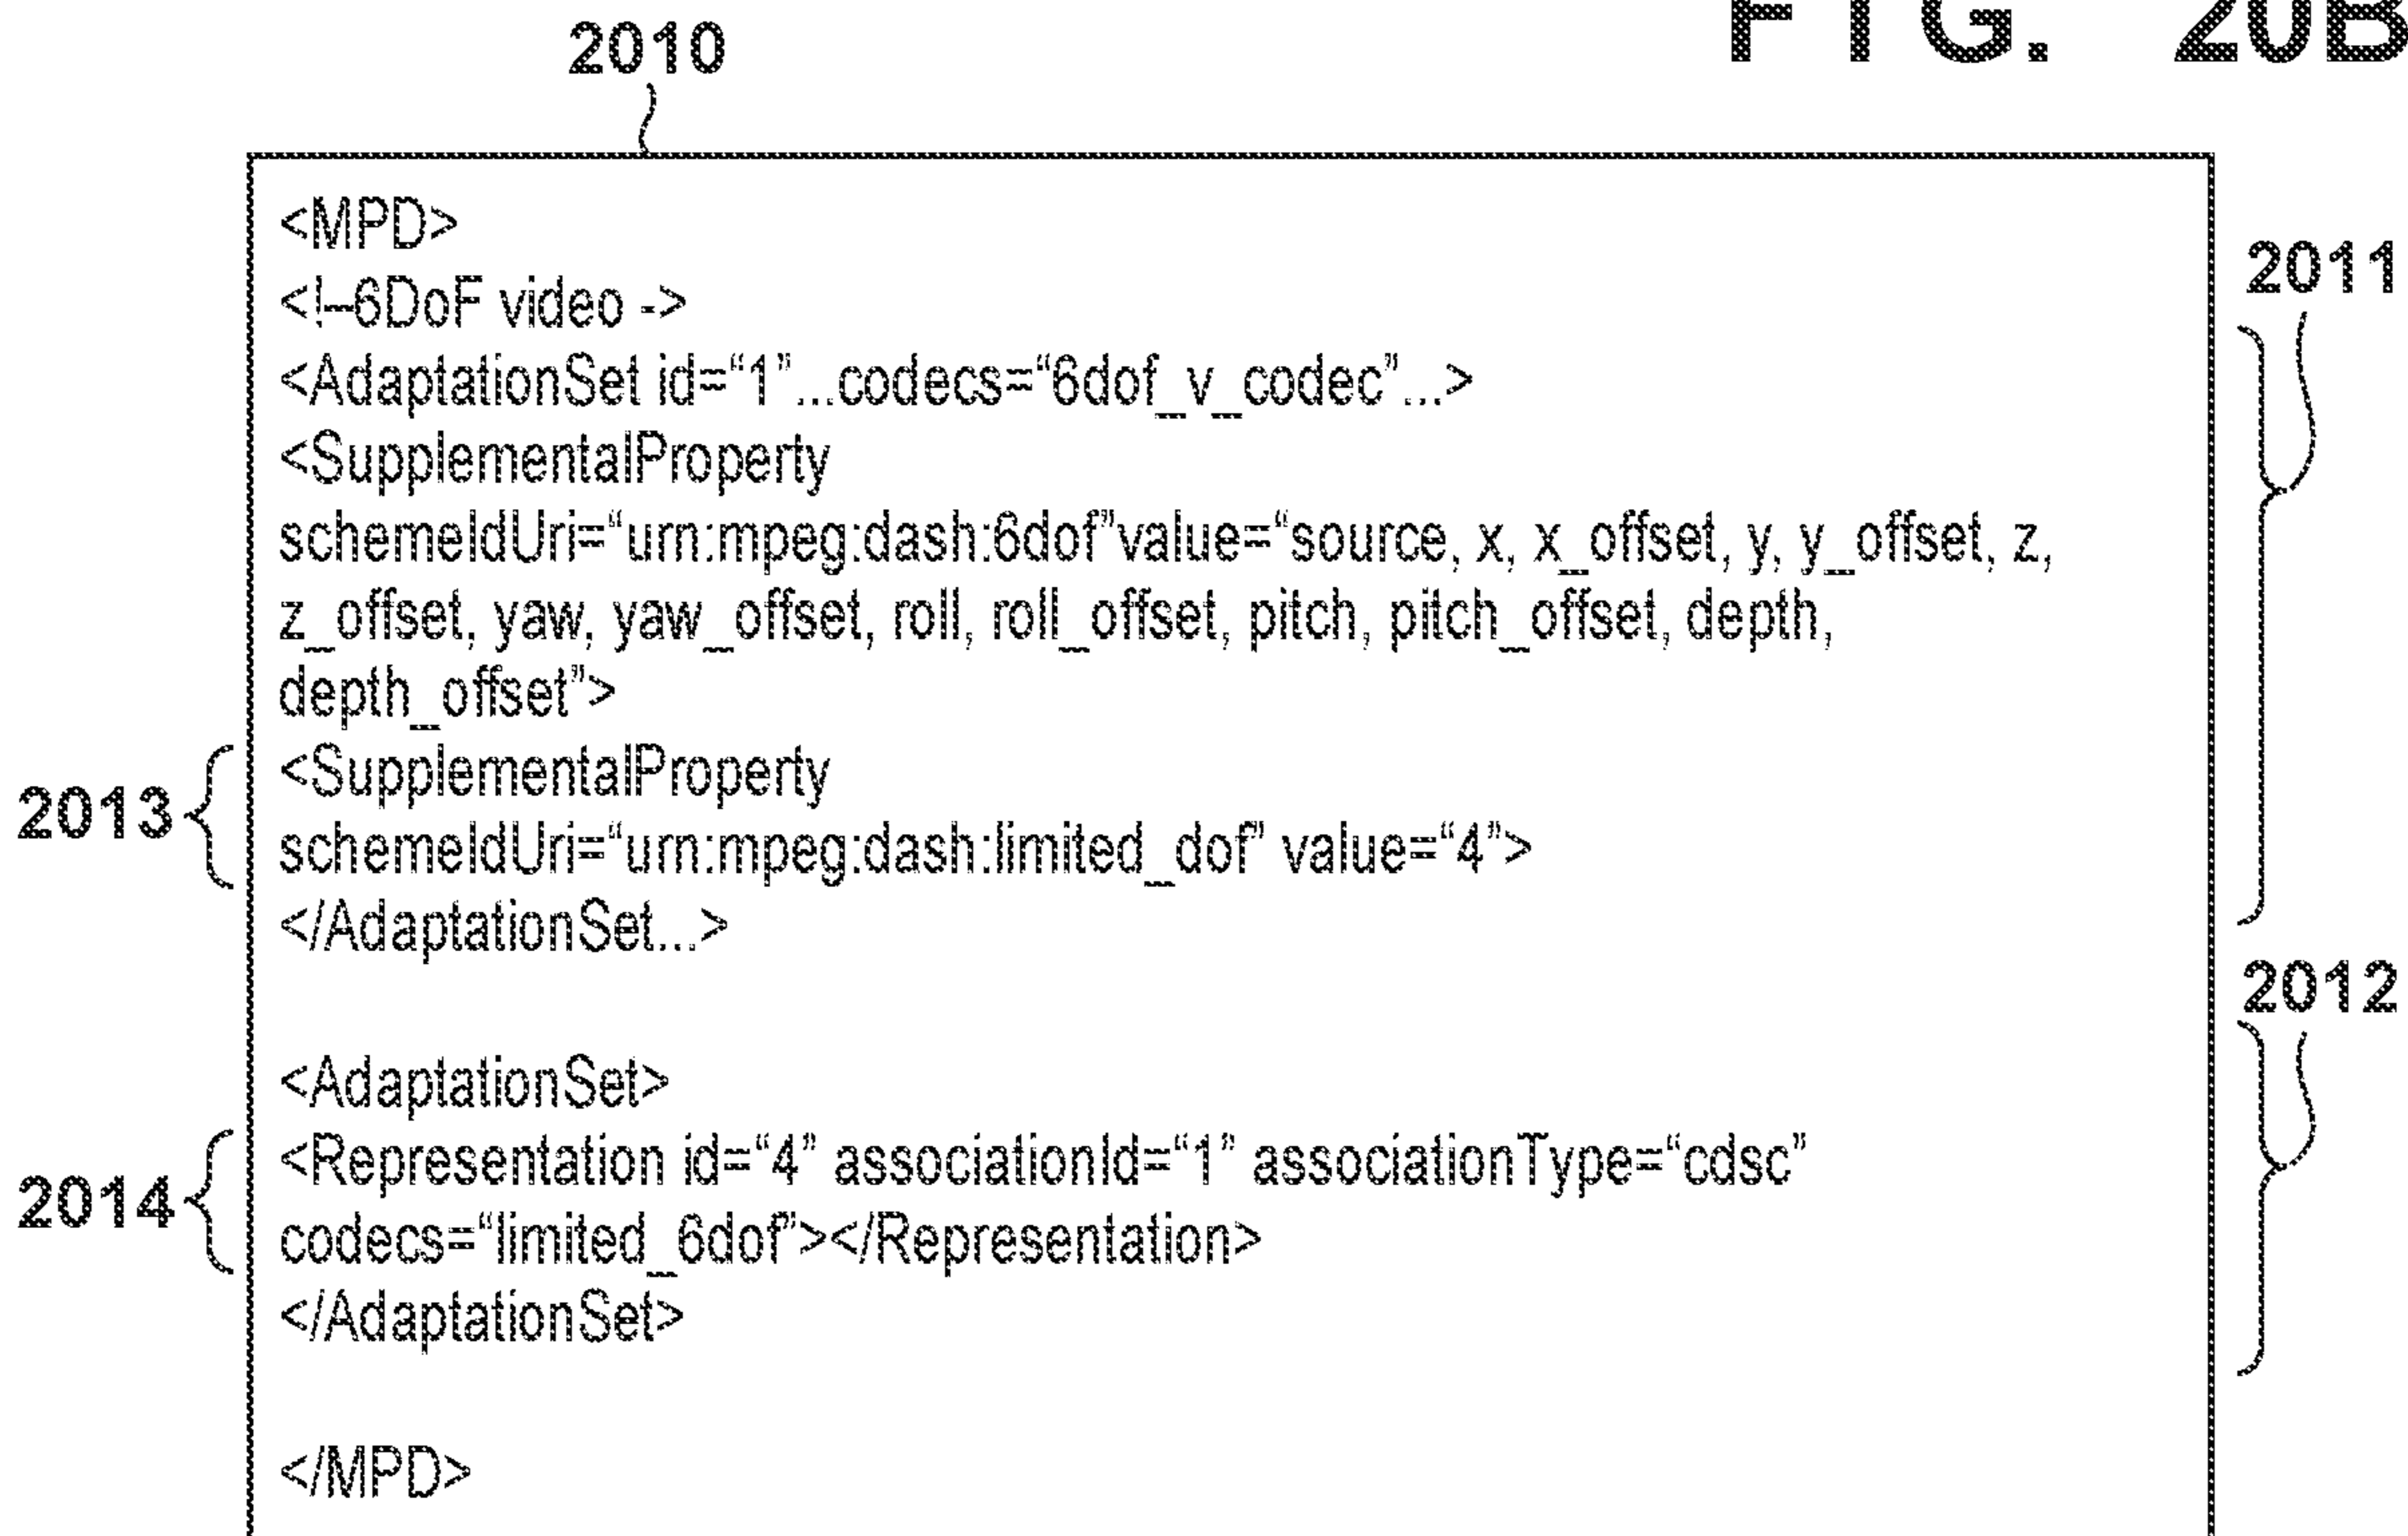 FIG. 20B
2010
<MPD>
<!–6DoF video ->
<AdaptationSet id=“1”...codecs=“6dof_v_codec”...>
<SupplementalProperty
schemeIdUri=“urn:mpeg:dash:6dof”value=“source, x, x_offset, y, y_offset, z,
z_offset, yaw, yaw_offset, roll, roll_offset, pitch, pitch_offset, depth,
depth_offset”>
<SupplementalProperty
schemeIdUri=“urn:mpeg:dash:limited_dof” value=“4”>
</AdaptationSet...>
2011
2013
<AdaptationSet>
<Representation id=“4” associationId=“1” associationType=“cdsc”
codecs=“limited_6dof”></Representation>
</AdaptationSet>
2012
2014
</MPD>